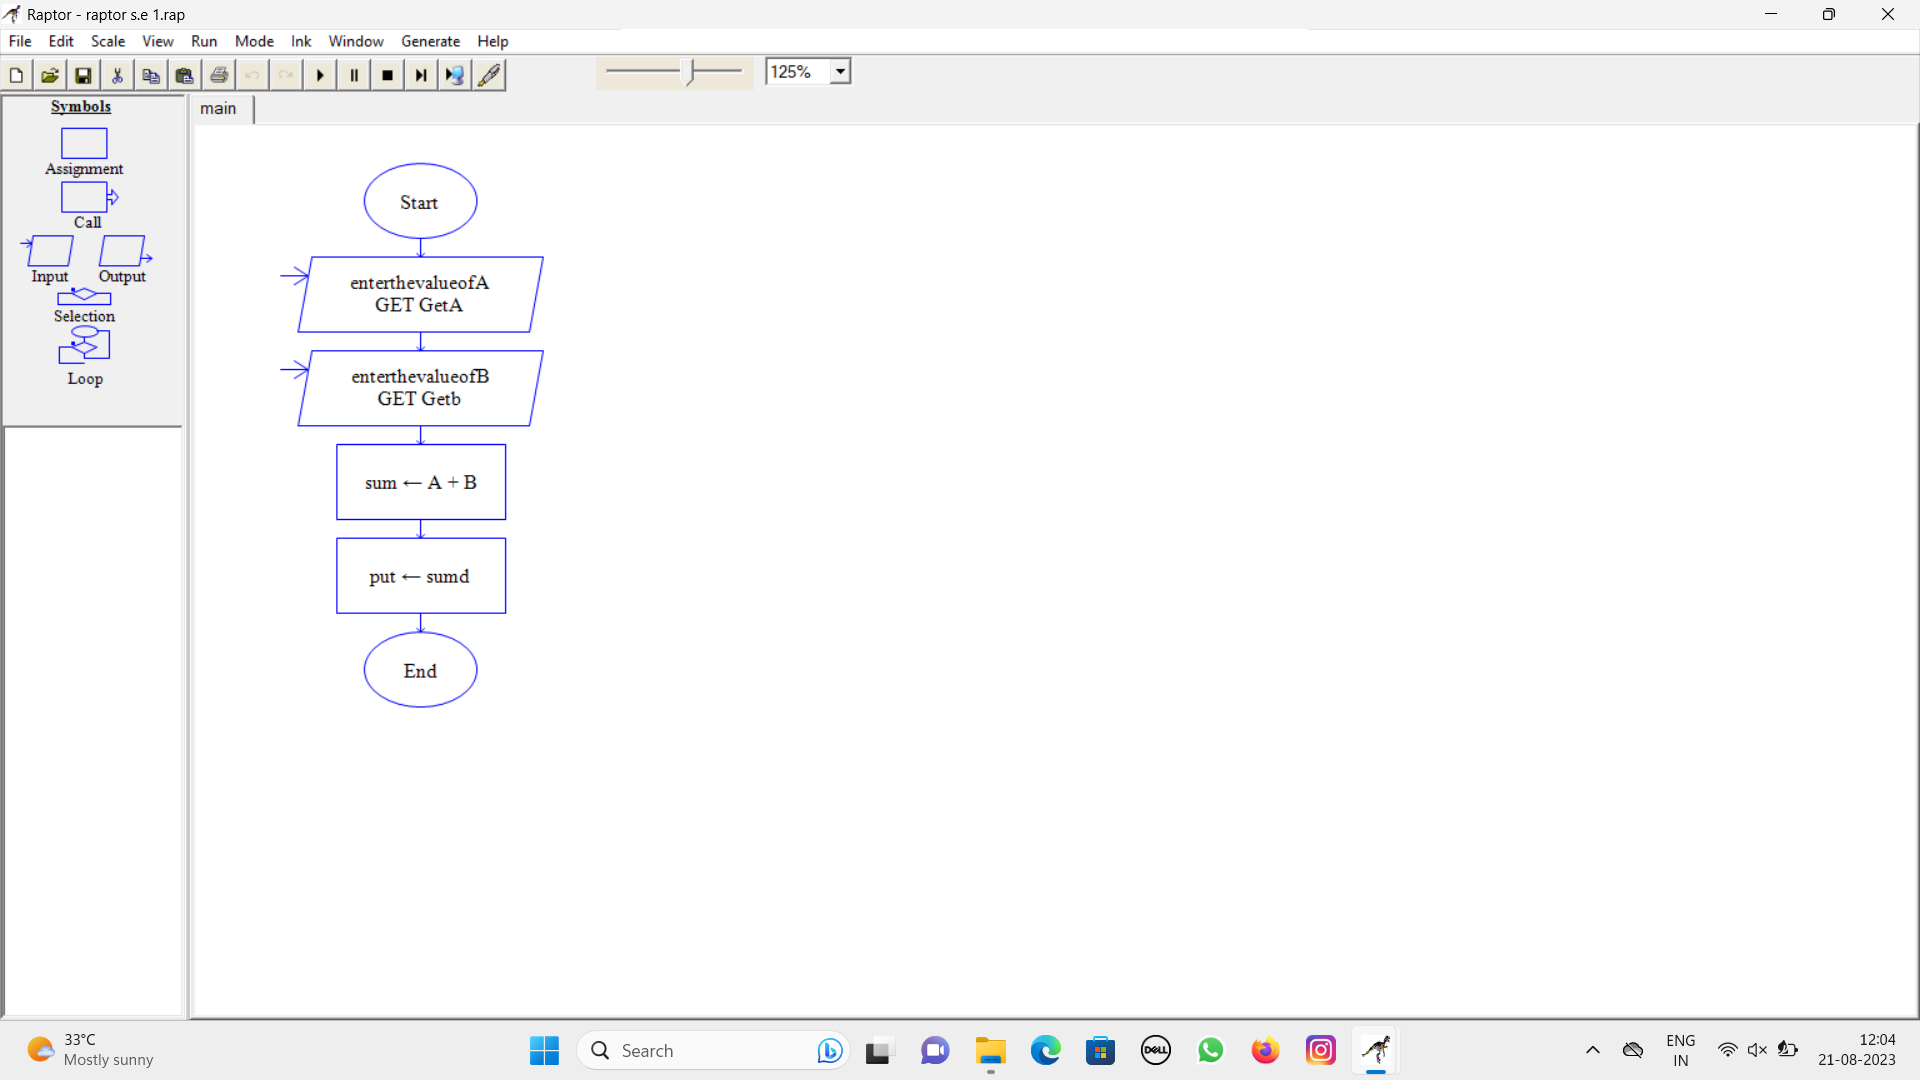 Raptor - raptor s.e 1.rap
File Edit Scale View Run Mode Ink Window Generate Help
125%
Symbols
Assignment
Call
Input Output
Selection
Loop
main
Start
enterthevalueofA
GET GetA
enterthevalueofB
GET Getb
sum ← A + B
put ← sumd
End
33°C
Mostly sunny
Search
DELL
ENG
IN
12:04
21-08-2023